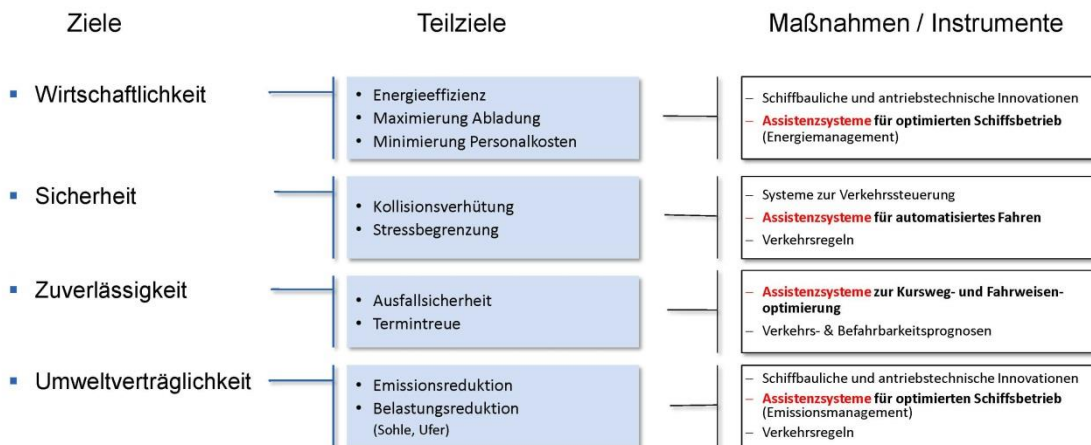 Ziele
Teilziele
Maßnahmen / Instrumente
▪ Wirtschaftlichkeit
• Energieeffizienz
• Maximierung Abladung
• Minimierung Personalkosten
– Schiffbauliche und antriebstechnische Innovationen
– Assistenzsysteme für optimierten Schiffsbetrieb
(Energiemanagement)
▪ Sicherheit
• Kollisionsverhütung
• Stressbegrenzung
– Systeme zur Verkehrssteuerung
– Assistenzsysteme für automatisiertes Fahren
– Verkehrsregeln
▪ Zuverlässigkeit
• Ausfallsicherheit
• Termintreue
– Assistenzsysteme zur Kursweg- und Fahrweisen-
optimierung
– Verkehrs- & Befahrbarkeitsprognosen
▪ Umweltverträglichkeit
• Emissionsreduktion
• Belastungsreduktion
(Sohle, Ufer)
– Schiffbauliche und antriebstechnische Innovationen
– Assistenzsysteme für optimierten Schiffsbetrieb
(Emissionsmanagement)
– Verkehrsregeln